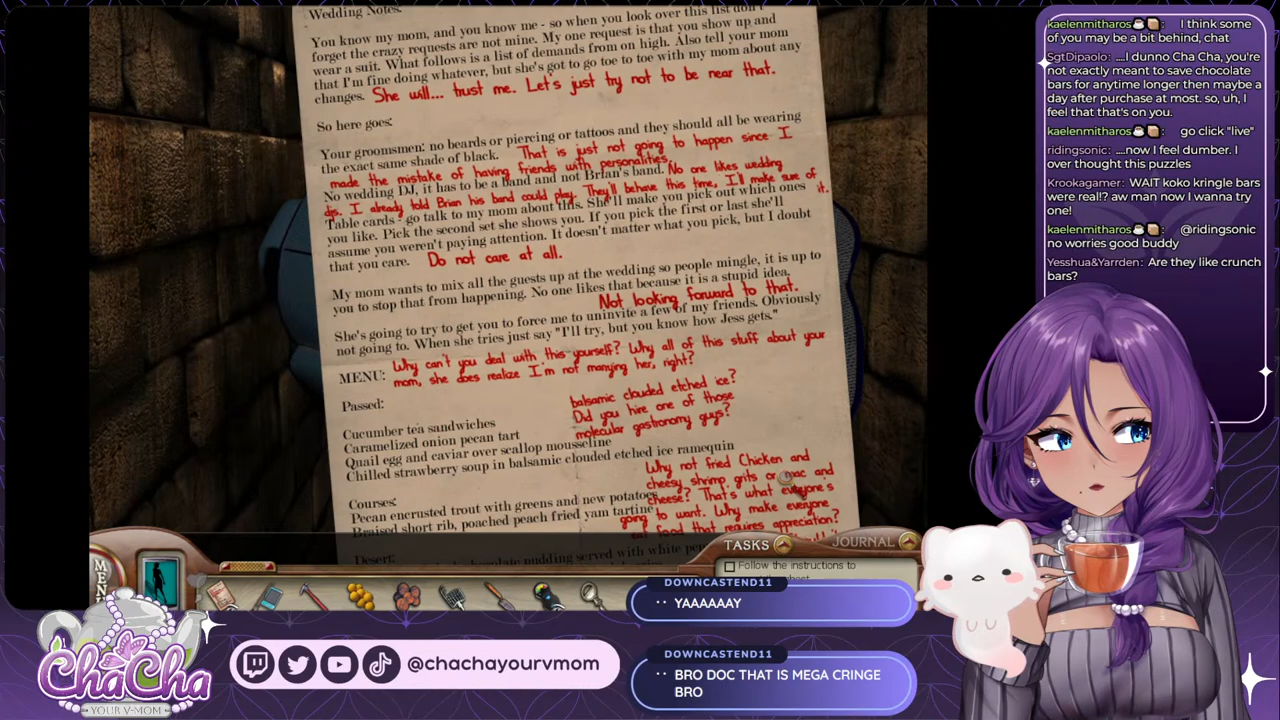 Wedding Notes:
You know my mom, and you know me - so when you look over this list don't
forget the crazy requests are not mine. My one request is that you show up and
wear a suit. What follows is a list of demands from on high. Also tell your mom
that I'm fine doing whatever, but she's got to go toe to toe with my mom about any
changes. She will... trust me. Let's just try not to be near that.
So here goes:
Your groomsmen: no beards or piercing or tattoos and they should all be wearing
the exact same shade of black. That is just not going to happen since I
made the mistake of having friends with personalities.
No wedding DJ, it has to be a band and not Brian's band. No one likes wedding
djs. I already told Brian his band could play. They'll behave this time, I'll make sure of it.
Table cards - go talk to my mom about this. She'll make you pick out which ones
you like. Pick the second set she shows you. If you pick the first or last she'll
assume you weren't paying attention. It doesn't matter what you pick, but I doubt
that you care. Do not care at all.
My mom wants to mix all the guests up at the wedding so people mingle, it is up to
you to stop that from happening. No one likes that because it is a stupid idea.
Not looking forward to that.
She's going to try to get you to force me to uninvite a few of my friends. Obviously
not going to. When she tries just say "I'll try, but you know how Jess gets."
Why can't you deal with this yourself? Why all of this stuff about your
mom, she does realize I'm not marrying her, right?
MENU:
Passed:
balsamic clouded etched ice?
Did you hire one of those
molecular gastronomy guys?
Cucumber tea sandwiches
Caramelized onion pecan tart
Quail egg and caviar over scallop mousseline
Chilled strawberry soup in balsamic clouded etched ice ramequin
Why not fried Chicken and
cheesy shrimp grits or mac and
cheese? That's what everyone's
going to want. Why make everyone
eat food that requires appreciation?
Courses:
Pecan encrusted trout with greens and new potatoes
Braised short rib, poached peach fried yam tartine
Desert:
chocolate pudding served with white
MENU
TASKS
JOURNAL
Follow the instructions to
kaelenmitharos: I think some
of you may be a bit behind, chat
SgtDipaolo: ....I dunno Cha Cha, you're
not exactly meant to save chocolate
bars for anytime longer then maybe a
day after purchase at most. so, uh, I
feel that that's on you.
kaelenmitharos: go click "live"
ridingsonic: ....now I feel dumber. I
over thought this puzzles
Krookagamer: WAIT koko kringle bars
were real!? aw man now I wanna try
one!
kaelenmitharos: @ridingsonic
no worries good buddy
Yesshua&Yarrden: Are they like crunch
bars?
DOWNCASTEND11
YAAAAAAY
DOWNCASTEND11
BRO DOC THAT IS MEGA CRINGE
BRO
ChaCha
YOUR V-MOM
@chachayourvmom